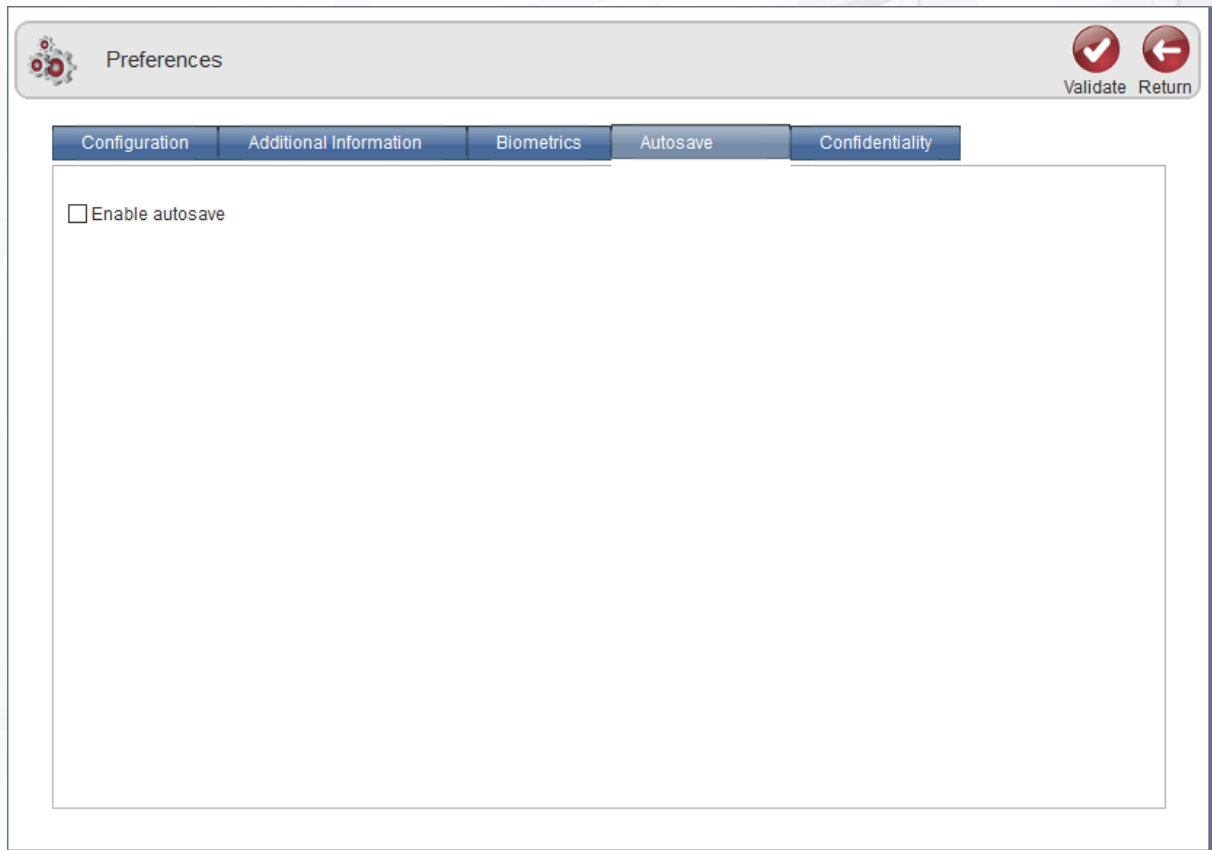 Preferences
Validate Return
Configuration Additional Information Biometrics Autosave Confidentiality
Enable autosave